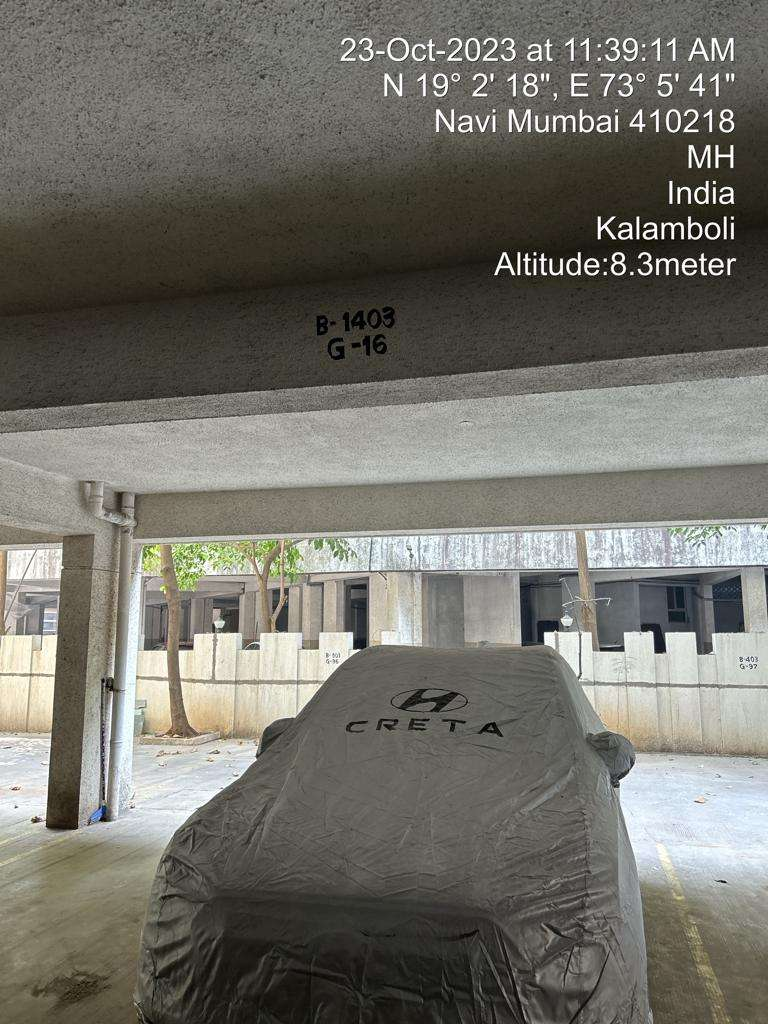 23-Oct-2023 at 11:39:11 AM
N 19° 2' 18", E 73° 5' 41"
Navi Mumbai 410218
MH
India
Kalamboli
Altitude:8.3meter
B-1403
G-16
G-96
B-403
G-97
CRETA